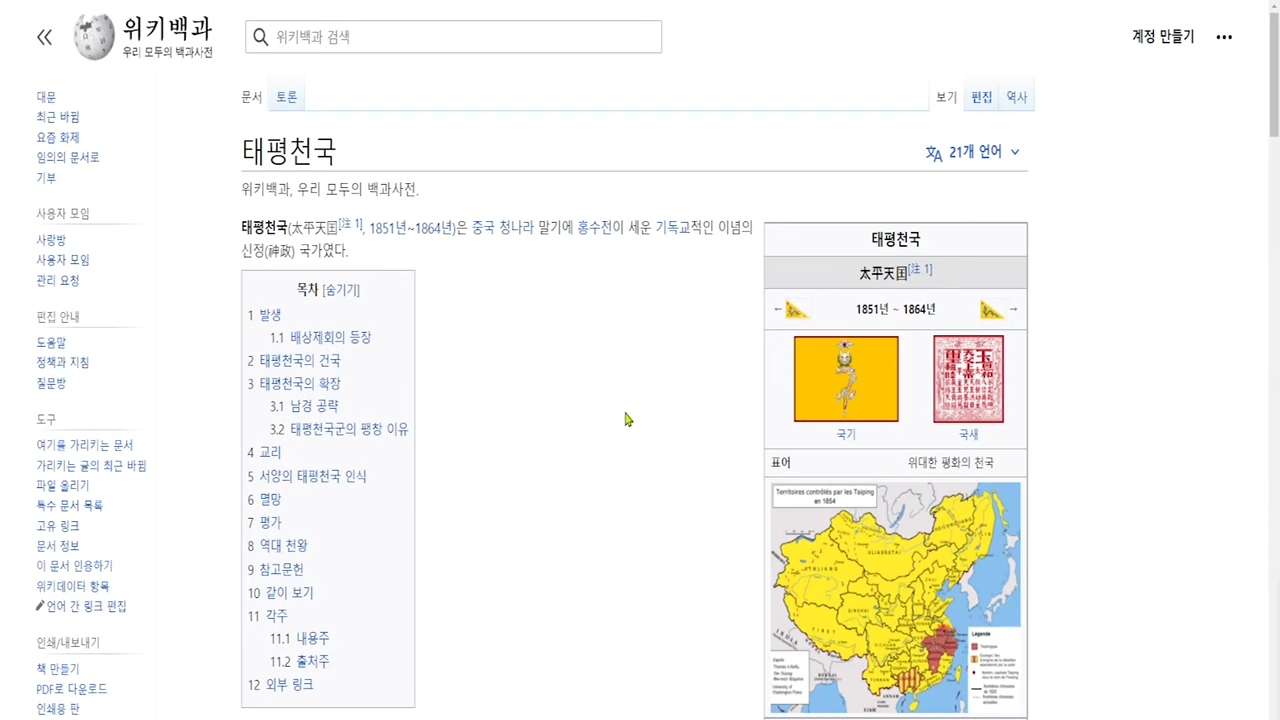 위키백과
우리 모두의 백과사전
위키백과 검색
계정 만들기
대문
최근 바뀜
요즘 화제
임의의 문서로
기부
사용자 모임
사랑방
사용자 모임
관리 요청
편집 안내
도움말
정책과 지침
질문방
도구
여기를 가리키는 문서
가리키는 글의 최근 바뀜
파일 올리기
특수 문서 목록
고유 링크
문서 정보
이 문서 인용하기
위키데이터 항목
언어 간 링크 편집
인쇄/내보내기
책 만들기
PDF로 다운로드
인쇄용 판
문서 토론
보기 편집 역사
태평천국
21개 언어
위키백과, 우리 모두의 백과사전.
태평천국(太平天囯[注 1], 1851년~1864년)은 중국 청나라 말기에 홍수전이 세운 기독교적인 이념의
신정(神政) 국가였다.
목차 [숨기기]
1 발생
1.1 배상제회의 등장
2 태평천국의 건국
3 태평천국의 확장
3.1 남경 공략
3.2 태평천국군의 팽창 이유
4 교리
5 서양의 태평천국 인식
6 멸망
7 평가
8 역대 천왕
9 참고문헌
10 같이 보기
11 각주
11.1 내용주
11.2 출처주
12 외부 링크
태평천국
太平天囯[注 1]
← 1851년 ~ 1864년 →
국기 국새
표어 위대한 평화의 천국
Territoires contrôlés par les Taiping
en 1854
HEILONGJIANG
ULIASSUTAI
XINJIANG
TIBET
ANNAM
SIAM
Légende